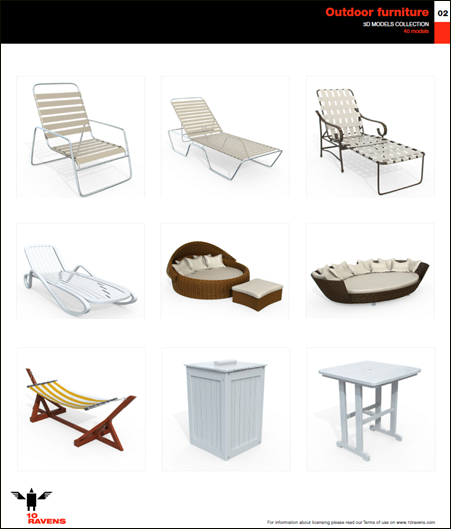 Outdoor furniture
02
3D MODELS COLLECTION
40 models
10
RAVENS
For information about licensing please read our Terms of use on www.10ravens.com